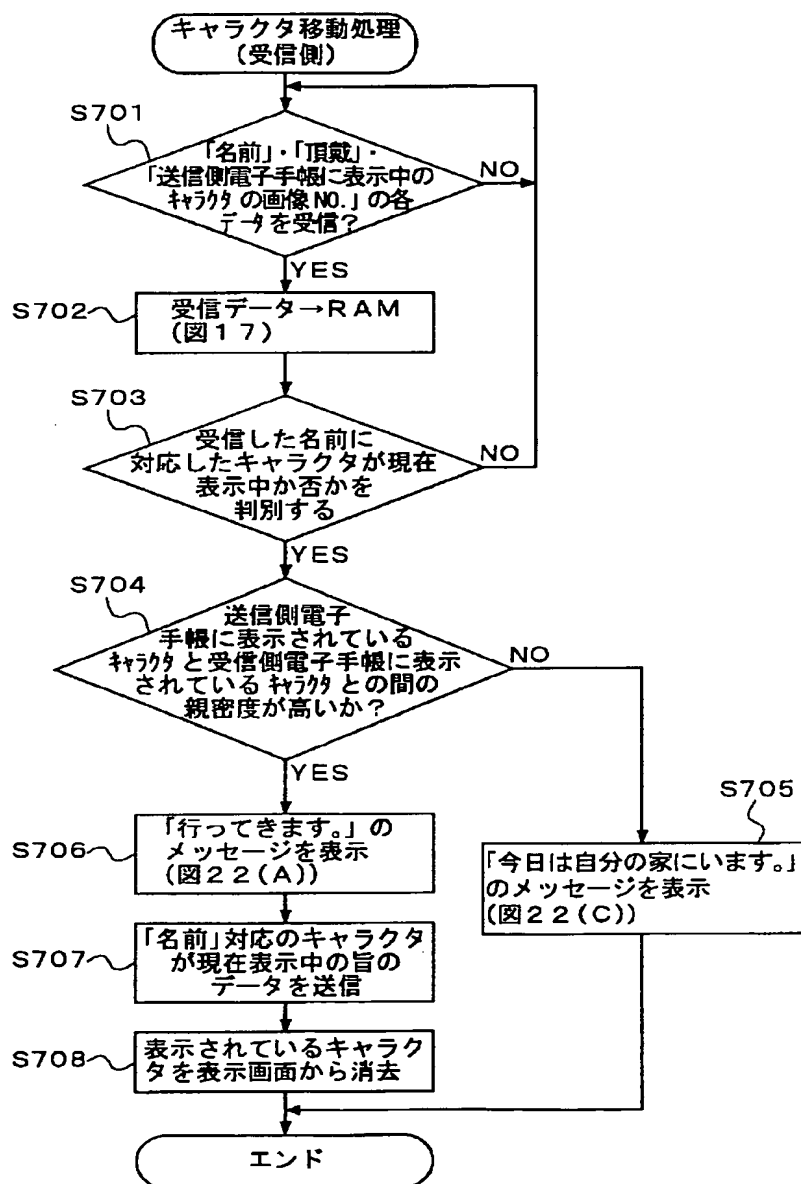 キャラクタ移動処理
(受信側)
S701
「名前」・「頂戴」・
「送信側電子手帳に表示中の
キャラクタの画像NO.」の各
データを受信?
NO
YES
S702
受信データ→RAM
(図17)
S703
受信した名前に
対応したキャラクタが現在
表示中か否かを
判別する
NO
YES
S704
送信側電子
手帳に表示されている
キャラクタと受信側電子手帳に表示
されているキャラクタとの間の
親密度が高いか?
NO
YES
S705
「今日は自分の家にいます。」
のメッセージを表示
(図22(C))
S706
「行ってきます。」の
メッセージを表示
(図22(A))
S707
「名前」対応のキャラクタ
が現在表示中の旨の
データを送信
S708
表示されているキャラク
タを表示画面から消去
エンド